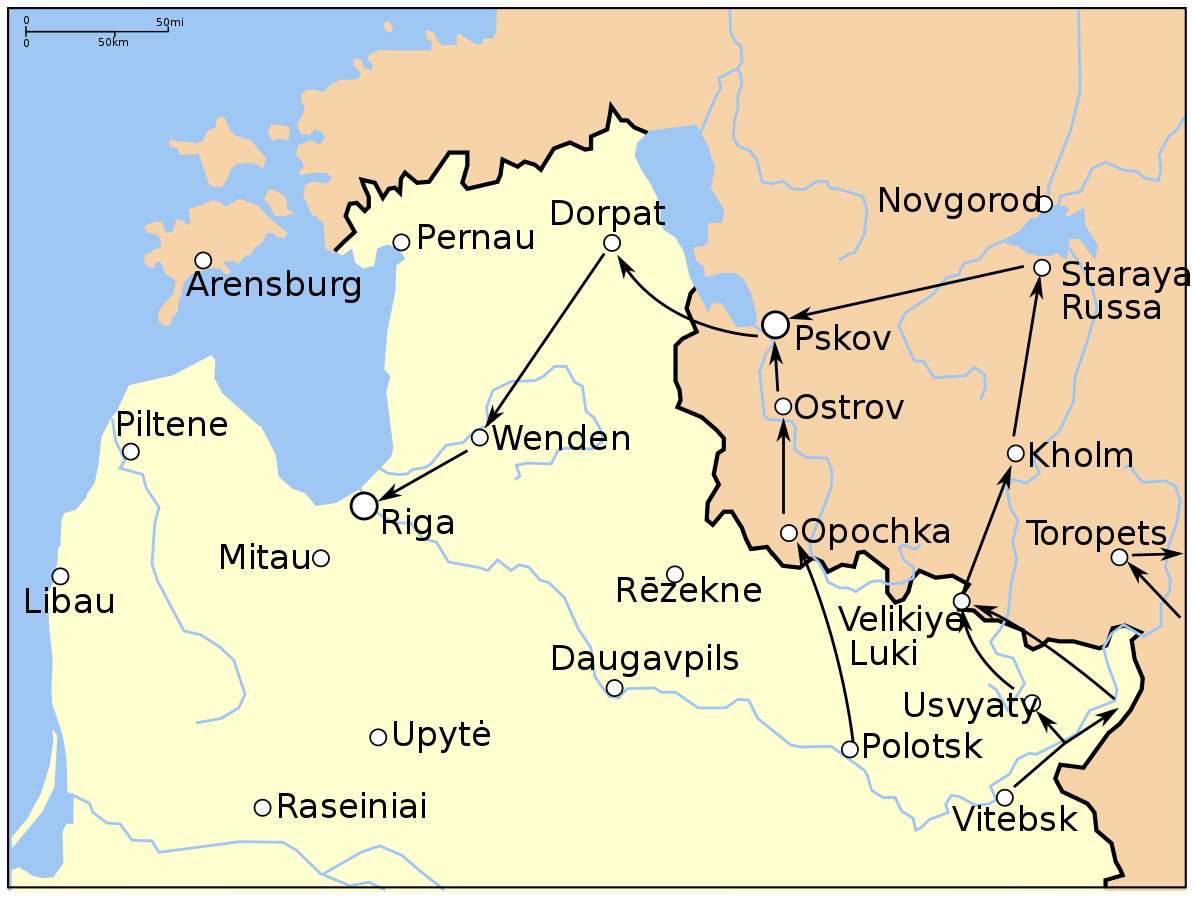 0
50mi
0
50km
Novgorod
Dorpat
Pernau
Arensburg
Staraya
Russa
Pskov
Ostrov
Piltene
Wenden
Kholm
Riga
Opochka
Toropets
Mitau
Libau
Rēzekne
Velikiye
Luki
Daugavpils
Usvyaty
Upytė
Polotsk
Raseiniai
Vitebsk